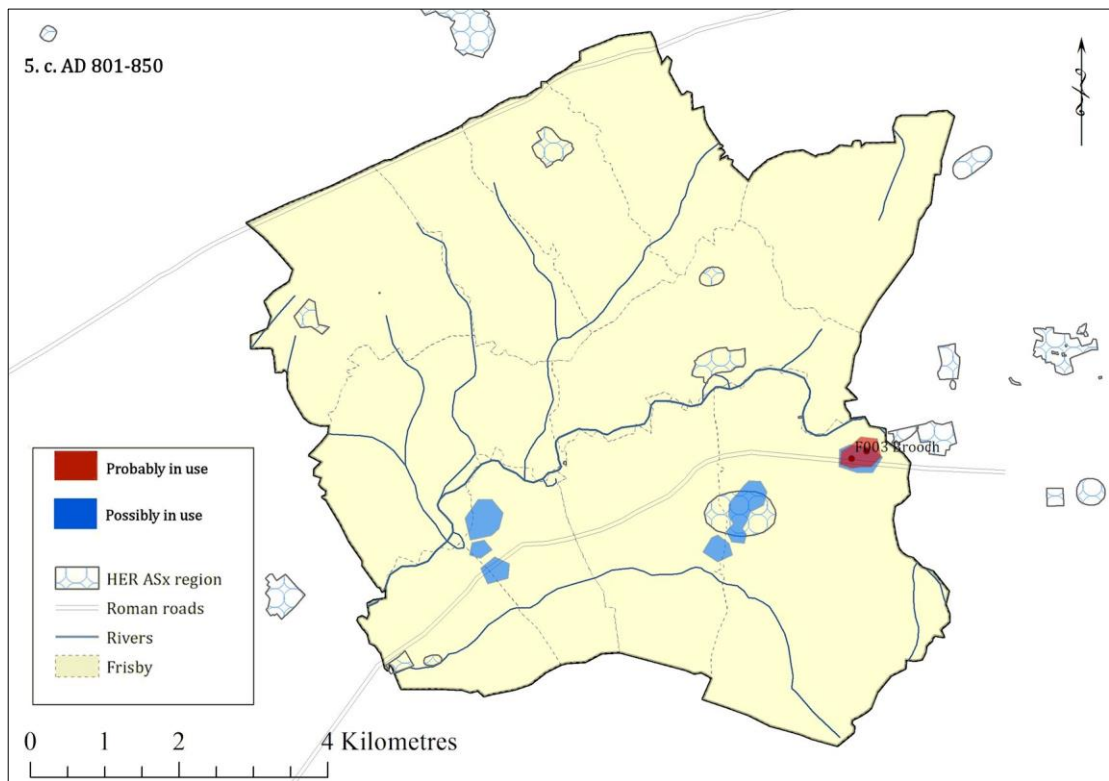 5. c. AD 801-850
F003 Broodh
Probably in use
Possibly in use
HER ASx region
Roman roads
Rivers
Frisby
0 1 2 4 Kilometres